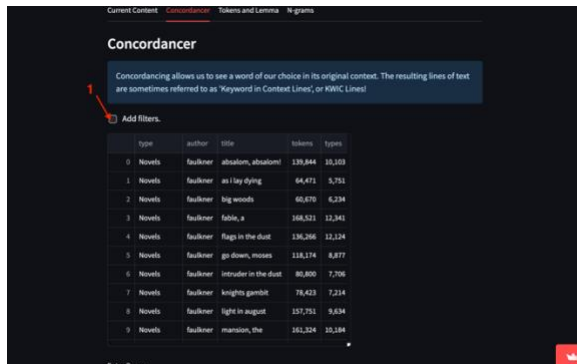 Current Content Concordancer Tokens and Lemma N-grams
Concordancer
Concordancing allows us to see a word of our choice in its original context. The resulting lines of text
are sometimes referred to as 'Keyword in Context Lines', or KWIC Lines!
1
Add filters.
type author title tokens types
0 Novels faulkner absalom, absalom! 139,844 10,103
1 Novels faulkner as i lay dying 64,471 5,751
2 Novels faulkner big woods 60,670 6,234
3 Novels faulkner fable, a 168,521 12,341
4 Novels faulkner flags in the dust 136,266 12,124
5 Novels faulkner go down, moses 118,174 8,877
6 Novels faulkner intruder in the dust 80,800 7,706
7 Novels faulkner knights gambit 78,423 7,214
8 Novels faulkner light in august 157,751 9,634
9 Novels faulkner mansion, the 161,324 10,184